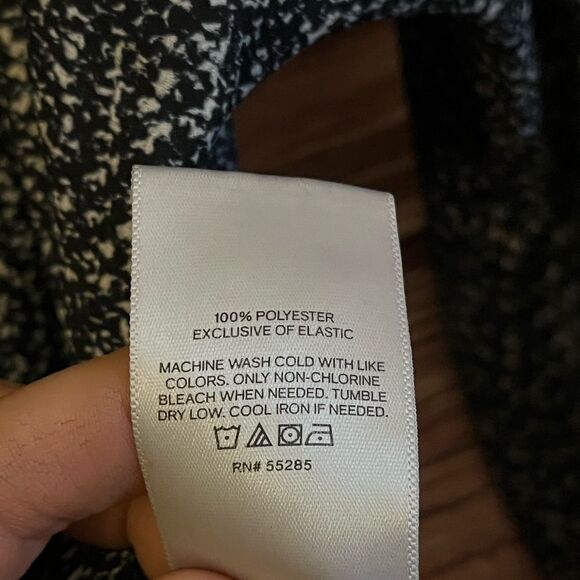 100% POLYESTER
EXCLUSIVE OF ELASTIC
MACHINE WASH COLD WITH LIKE
COLORS. ONLY NON-CHLORINE
BLEACH WHEN NEEDED. TUMBLE
DRY LOW. COOL IRON IF NEEDED.
RN# 55285